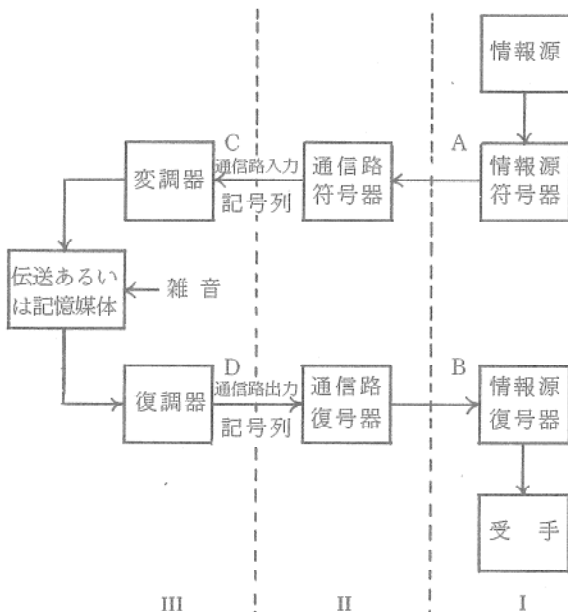 情報源
C
A
変調器
通信路入力
記号列
通信路
符号器
情報源
符号器
伝送あるい
は記憶媒体
雑音
D
B
復調器
通信路出力
記号列
通信路
復号器
情報源
復号器
受手
III
II
I